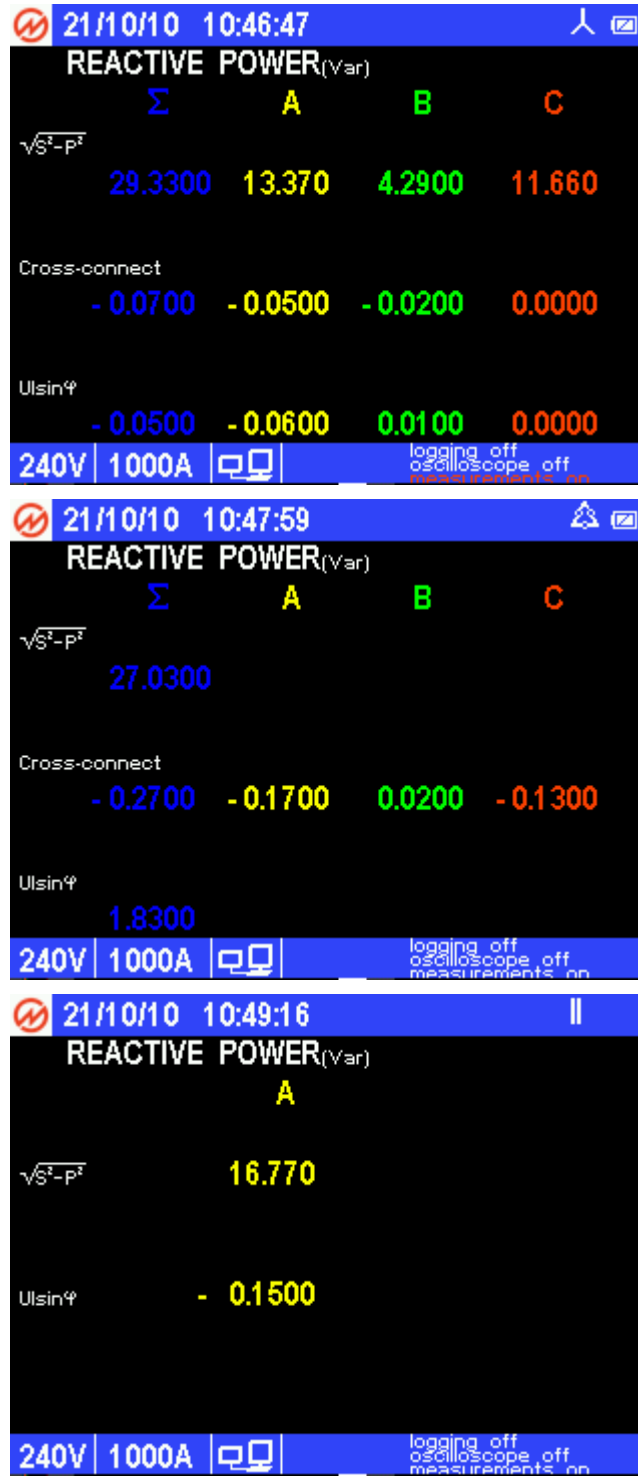 21/10/10 10:46:47
REACTIVE POWER(Var)
Σ A B C
√S²-P²
29.3300 13.370 4.2900 11.660
Cross-connect
- 0.0700 - 0.0500 - 0.0200 0.0000
UIsinφ
- 0.0500 - 0.0600 0.0100 0.0000
logging off
240V 1000A oscilloscope off
measurements on
21/10/10 10:47:59
REACTIVE POWER(Var)
Σ A B C
√S²-P²
27.0300
Cross-connect
- 0.2700 - 0.1700 0.0200 - 0.1300
UIsinφ
1.8300
logging off
240V 1000A oscilloscope off
measurements on
21/10/10 10:49:16
REACTIVE POWER(Var)
A
√S²-P² 16.770
UIsinφ - 0.1500
logging off
240V 1000A oscilloscope off
measurements on